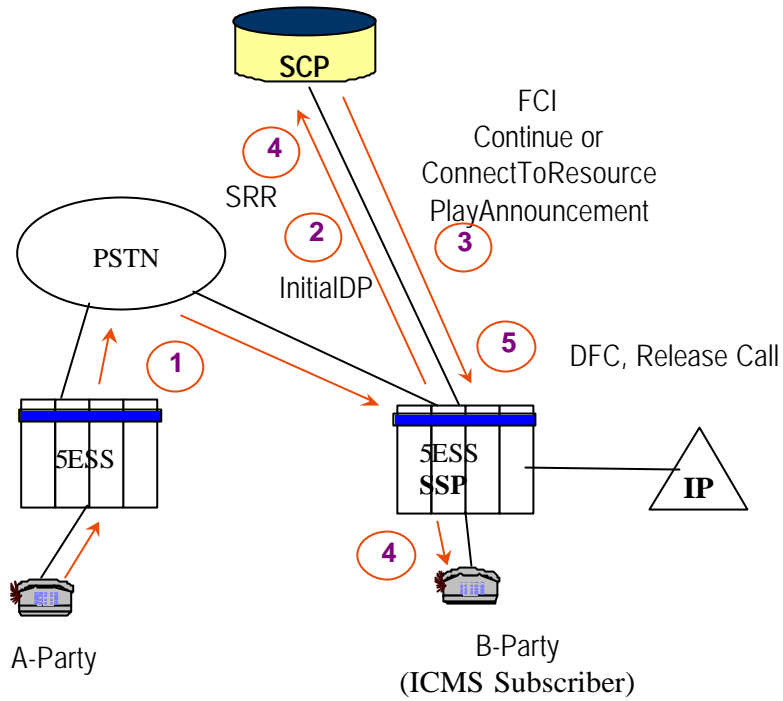 SCP
FCI
Continue or
ConnectToResource
PlayAnnouncement
4
SRR
2
3
PSTN
InitialDP
1
5
DFC, Release Call
5ESS
5ESS
SSP
IP
4
A-Party
B-Party
(ICMS Subscriber)